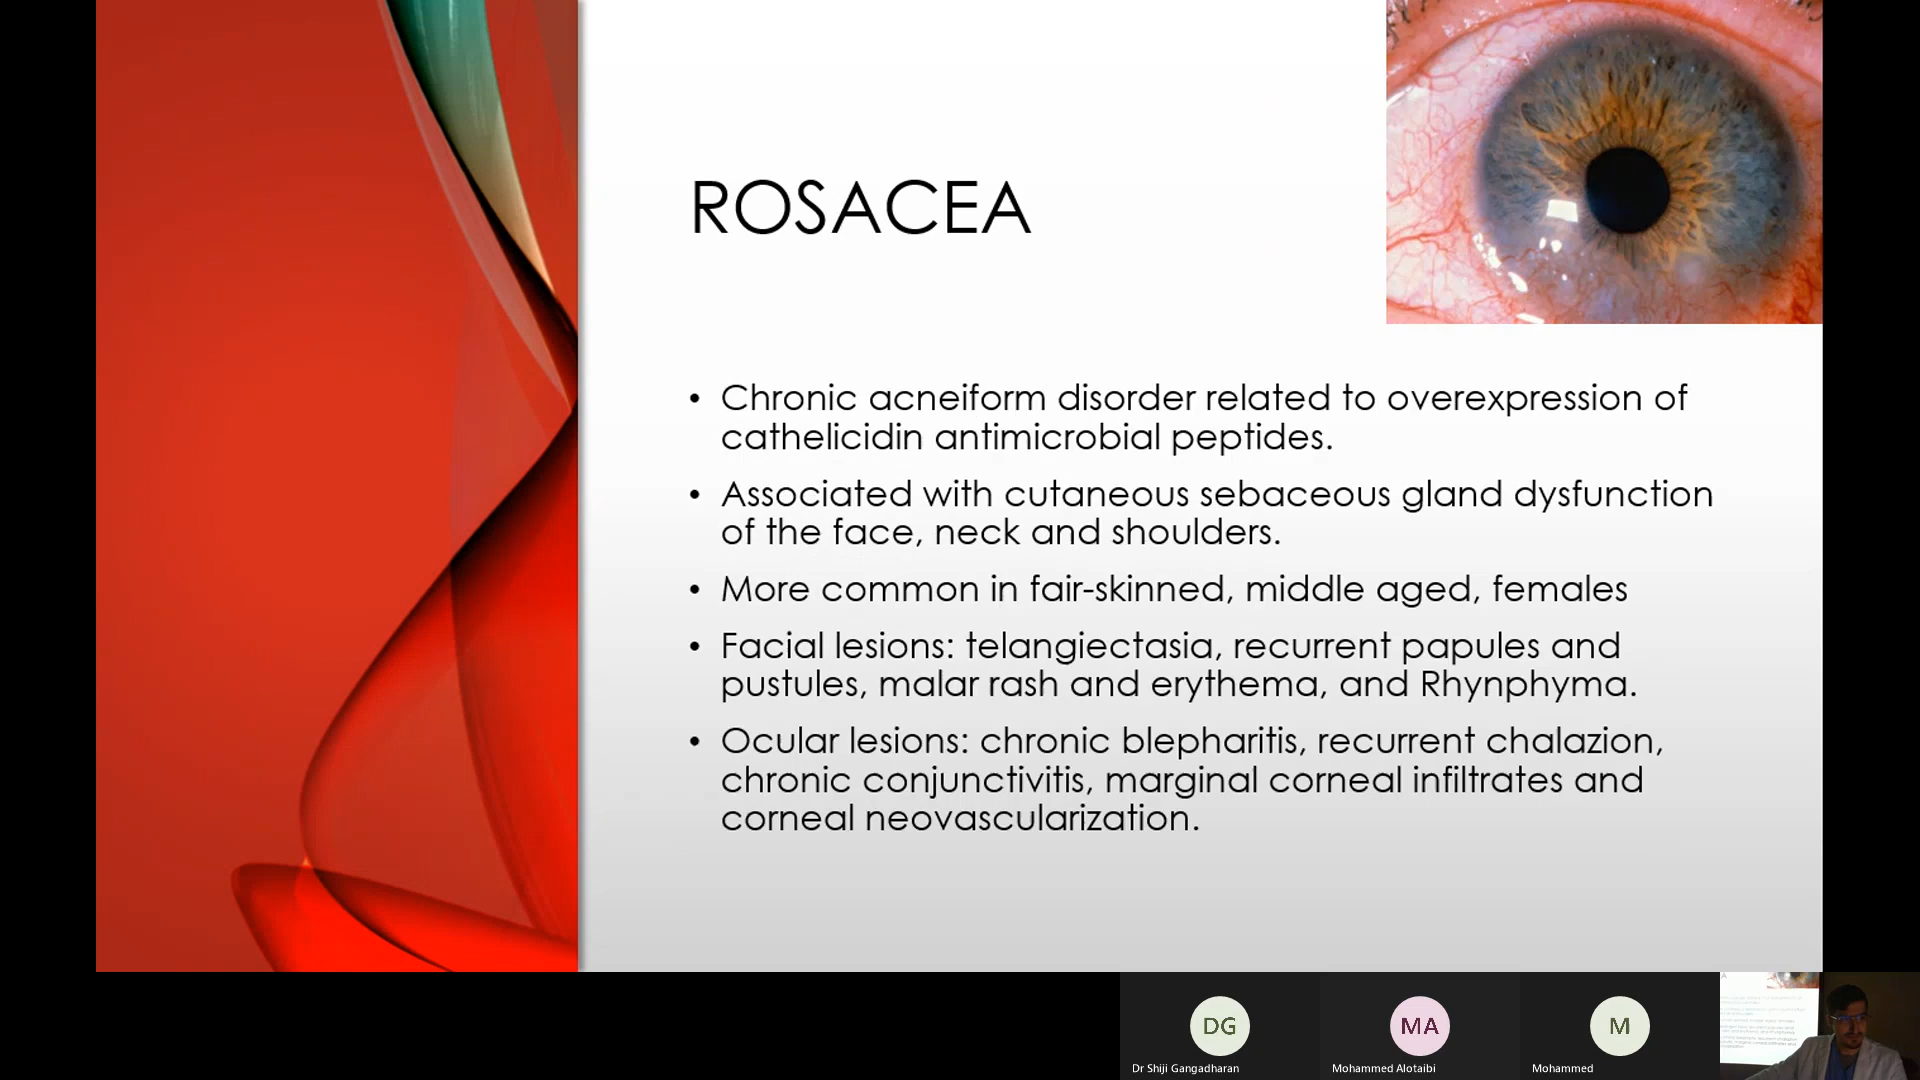 ROSACEA
• Chronic acneiform disorder related to overexpression of
cathelicidin antimicrobial peptides.
• Associated with cutaneous sebaceous gland dysfunction
of the face, neck and shoulders.
• More common in fair-skinned, middle aged, females
• Facial lesions: telangiectasia, recurrent papules and
pustules, malar rash and erythema, and Rhynphyma.
• Ocular lesions: chronic blepharitis, recurrent chalazion,
chronic conjunctivitis, marginal corneal infiltrates and
corneal neovascularization.
DG
MA
M
Dr Shiji Gangadharan
Mohammed Alotaibi
Mohammed